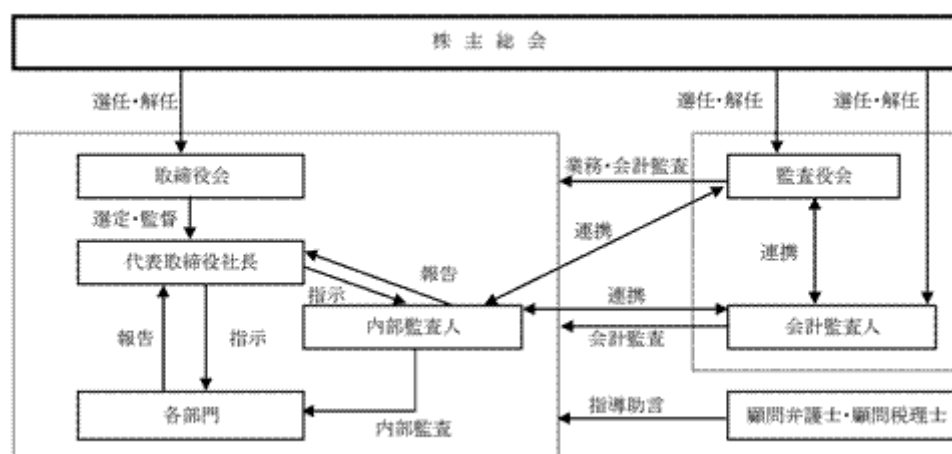 株主総会
選任・解任
選任・解任
選任・解任
取締役会
業務・会計監査
監査役会
選定・監督
連携
代表取締役社長
報告
連携
指示
連携
報告
指示
内部監査人
会計監査
会計監査人
各部門
内部監査
指導助言
顧問弁護士・顧問税理士